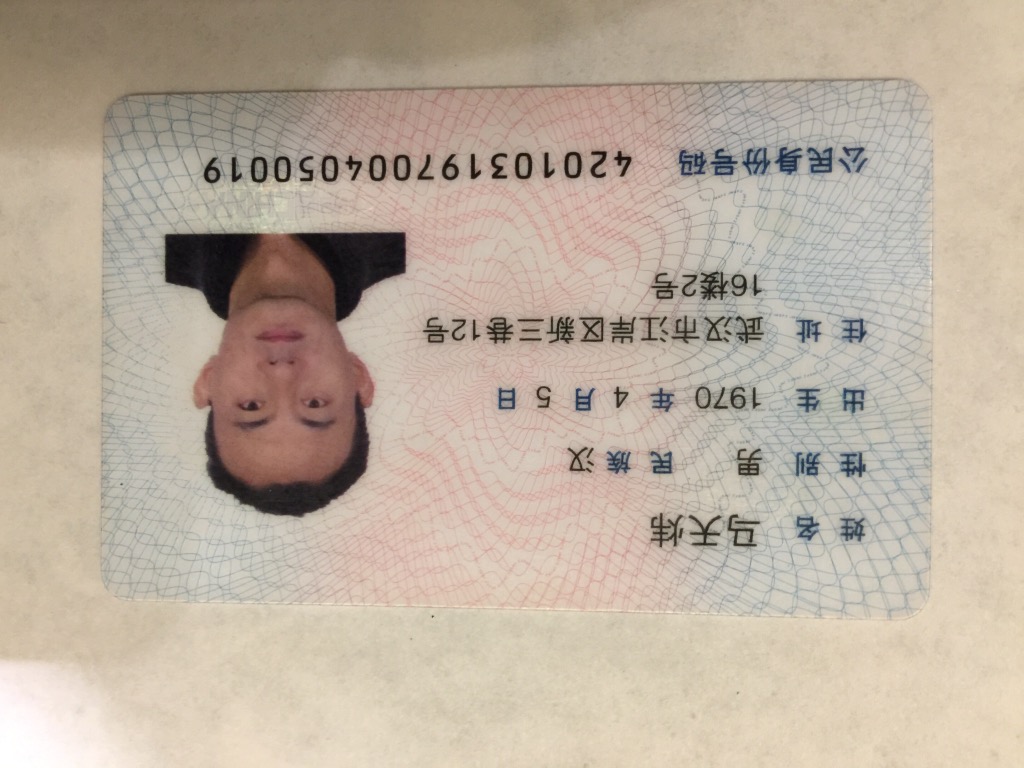 姓名 马天炜
性别 男 民族 汉
出生 1970 年 4 月 5 日
住址 武汉市江岸区新三巷12号
16楼2号
公民身份号码 420103197004050019